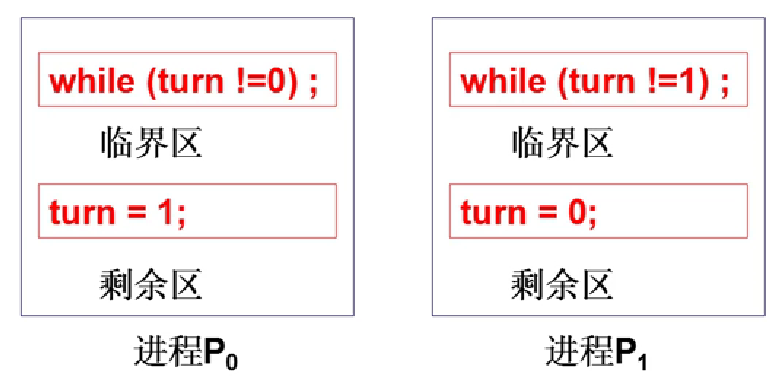 while (turn !=0) ;
临界区
turn = 1;
剩余区
进程P0
while (turn !=1) ;
临界区
turn = 0;
剩余区
进程P1